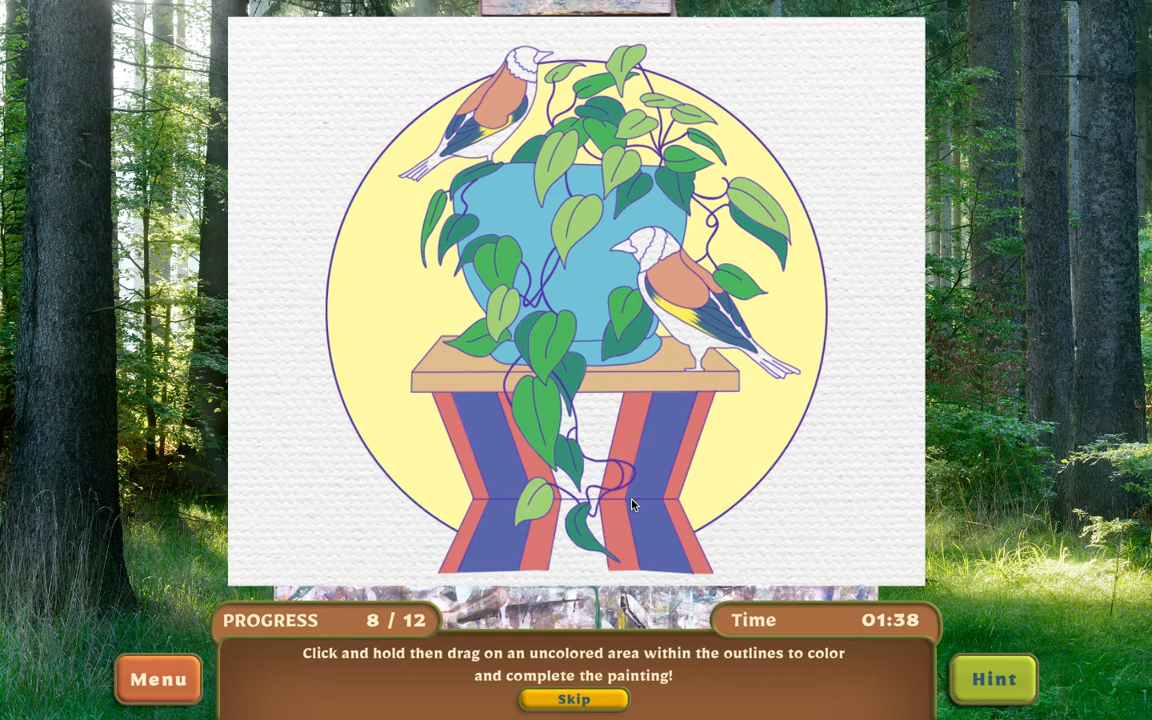 PROGRESS 8 / 12
Time 01:38
Click and hold then drag on an uncolored area within the outlines to color
and complete the painting!
Menu
Skip
Hint